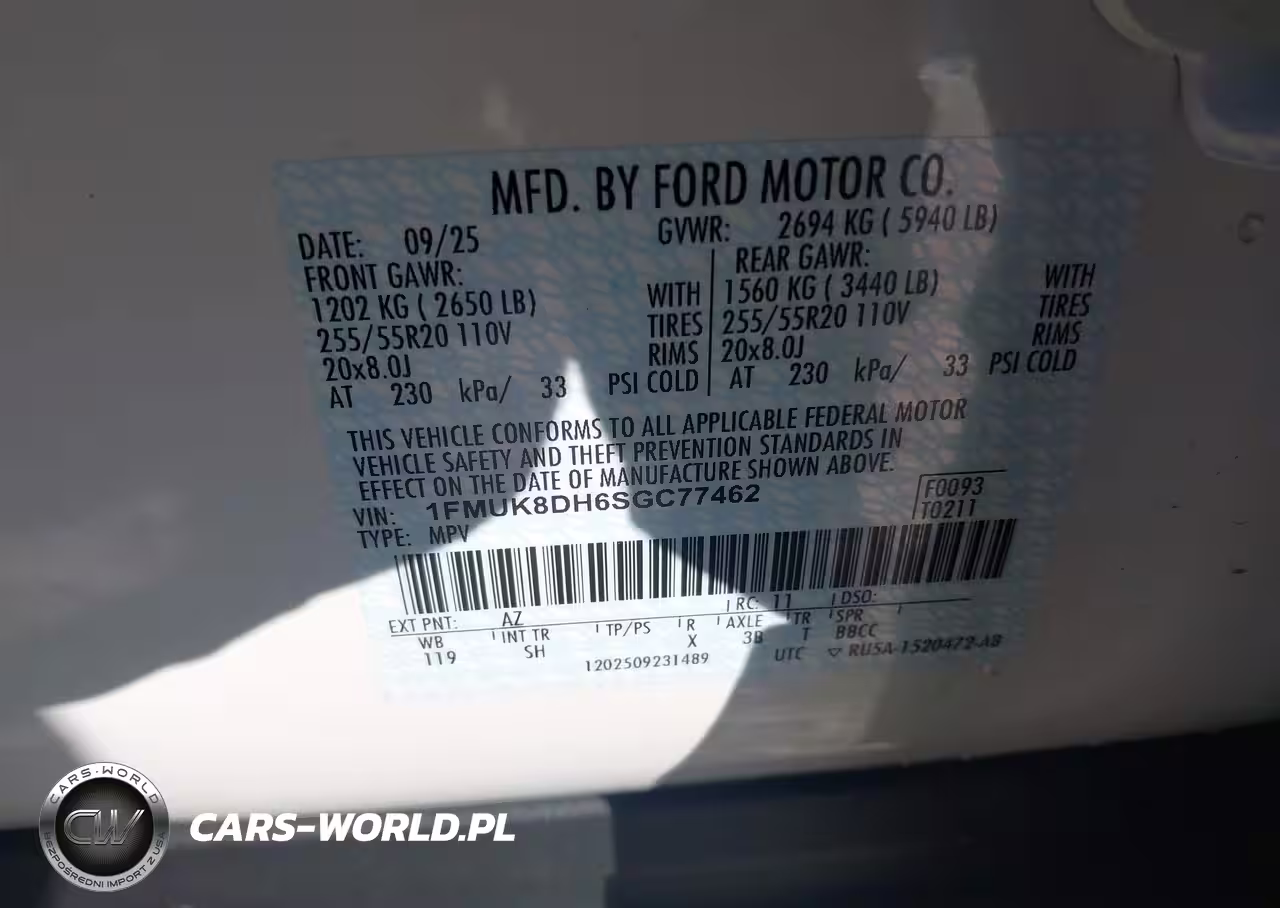 MFD. BY FORD MOTOR CO.
DATE: 09/25
GVWR: 2694 KG ( 5940 LB)
FRONT GAWR:
1202 KG ( 2650 LB)
WITH
255/55R20 110V
TIRES
20x8.0J
RIMS
AT 230 kPa/ 33 PSI COLD
REAR GAWR:
1560 KG ( 3440 LB)
WITH
255/55R20 110V
TIRES
20x8.0J
RIMS
AT 230 kPa/ 33 PSI COLD
THIS VEHICLE CONFORMS TO ALL APPLICABLE FEDERAL MOTOR
VEHICLE SAFETY AND THEFT PREVENTION STANDARDS IN
EFFECT ON THE DATE OF MANUFACTURE SHOWN ABOVE.
VIN: 1FMUK8DH6SGC77462
F0093
TYPE: MPV
T0211
EXT PNT: AZ RC: 11 DSO:
WB INT TR TP/PS R AXLE TR SPR
119 SH X 3B T BBCC
1202509231489 UTC RU5A-1520472-AB
CARS-WORLD
CW
BEZPOŚREDNI IMPORT Z USA
CARS-WORLD.PL